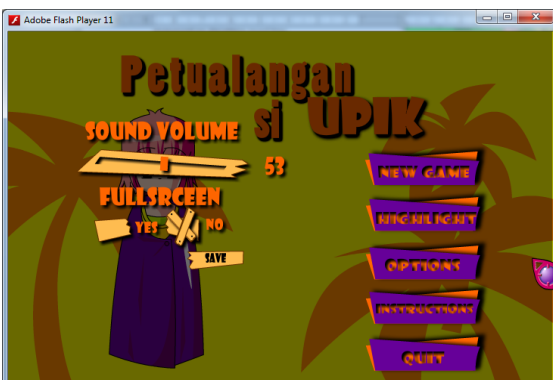 Adobe Flash Player 11
Petualangan
si UPIK
SOUND VOLUME
53
FULLSRCEEN
YES NO
SAVE
NEW GAME
HIGHLIGHT
OPTIONS
INSTRUCTIONS
QUIT